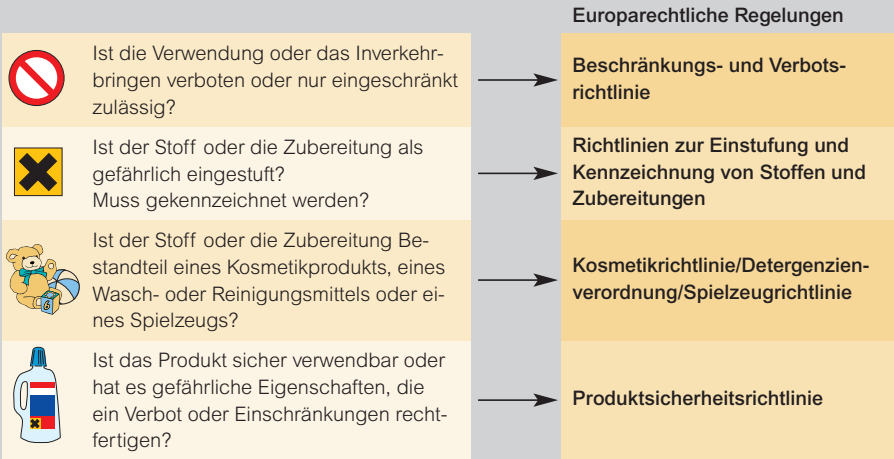 Europarechtliche Regelungen
Ist die Verwendung oder das Inverkehr-
bringen verboten oder nur eingeschränkt
zulässig?
Beschränkungs- und Verbots-
richtlinie
Ist der Stoff oder die Zubereitung als
gefährlich eingestuft?
Muss gekennzeichnet werden?
Richtlinien zur Einstufung und
Kennzeichnung von Stoffen und
Zubereitungen
Ist der Stoff oder die Zubereitung Be-
standteil eines Kosmetikprodukts, eines
Wasch- oder Reinigungsmittels oder ei-
nes Spielzeugs?
6
Kosmetikrichtlinie/Detergenzien-
verordnung/Spielzeugrichtlinie
Ist das Produkt sicher verwendbar oder
hat es gefährliche Eigenschaften, die
ein Verbot oder Einschränkungen recht-
fertigen?
Produktsicherheitsrichtlinie